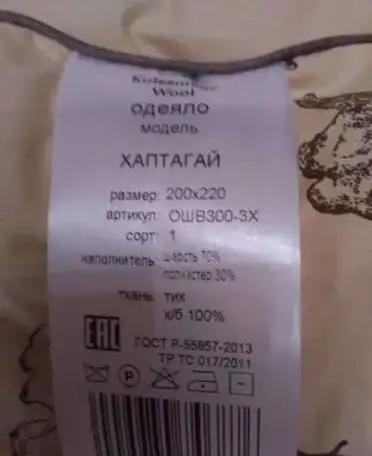 Wool
одеяло
модель
ХАПТАГАЙ
размер: 200x220
артикул: ОШВ300-3Х
сорт: 1
наполнитель: шерсть 70%
полиэстер 30%
ткань: тик
х/б 100%
EAC ГОСТ Р-55857-2013
ТР ТС 017/2011
P